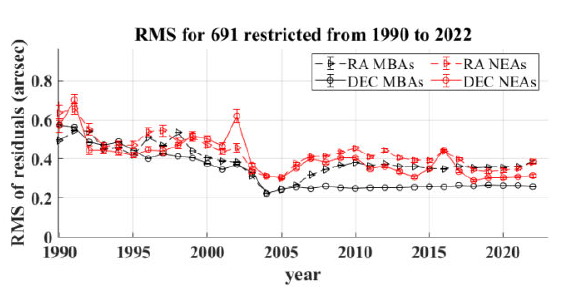 RMS for 691 restricted from 1990 to 2022
RMS of residuals (arcsec)
0.8
0.6
0.4
0.2
0
RA MBAs
RA NEAs
DEC MBAs
DEC NEAs
1990 1995 2000 2005 2010 2015 2020
year